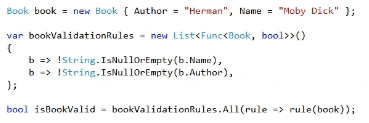 Book book = new Book { Author = "Herman", Name = "Moby Dick" };
var bookValidationRules = new List<Func<Book, bool>>()
{
b => !String.IsNullOrEmpty(b.Name),
b => !String.IsNullOrEmpty(b.Author),
};
bool isBookValid = bookValidationRules.All(rule => rule(book));